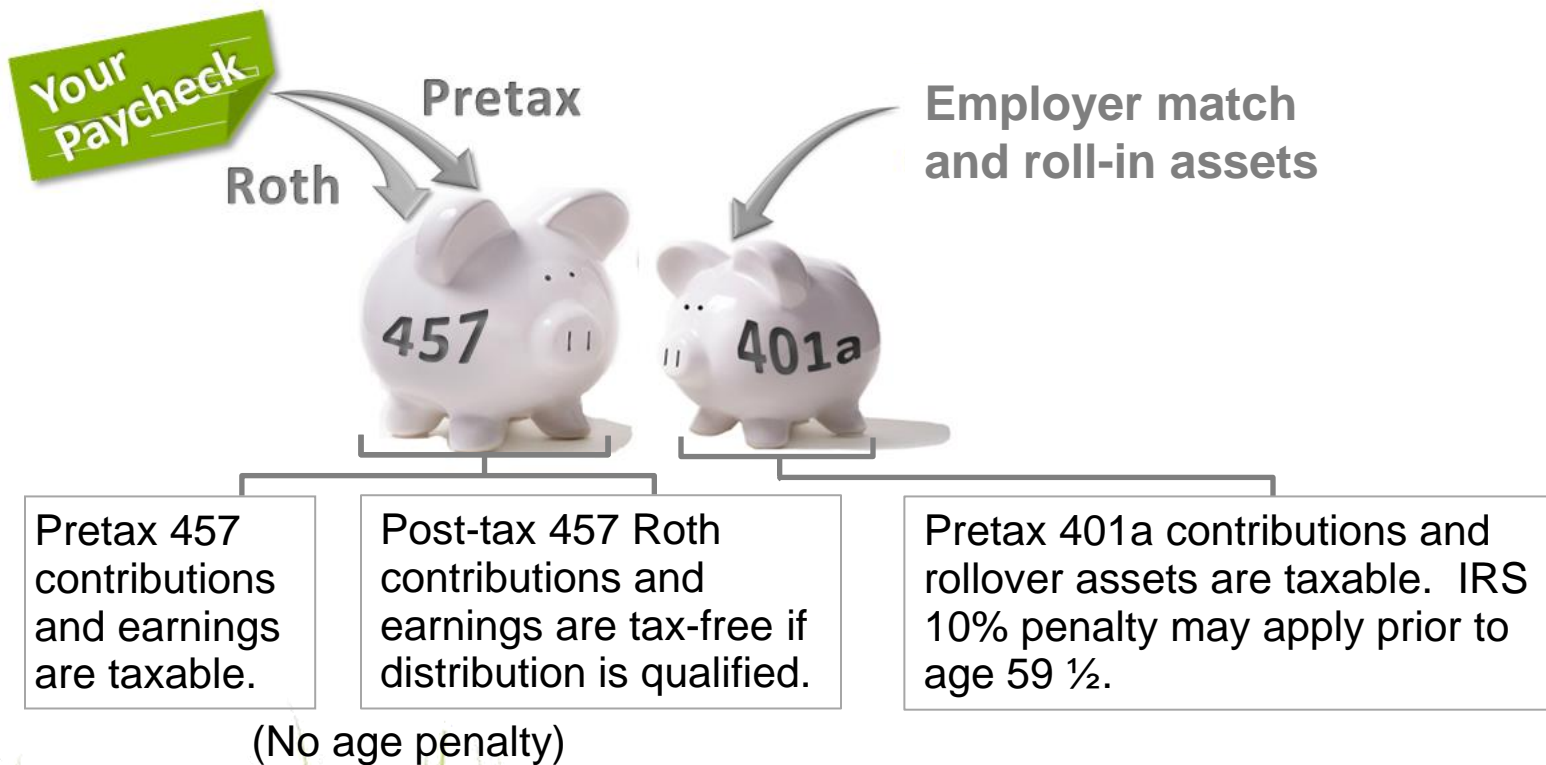 Your
Paycheck
Pretax
Roth
Employer match
and roll-in assets
457
401a
Pretax 457
contributions
and earnings
are taxable.
Post-tax 457 Roth
contributions and
earnings are tax-free if
distribution is qualified.
Pretax 401a contributions and
rollover assets are taxable.  IRS
10% penalty may apply prior to
age 59 ½.
(No age penalty)